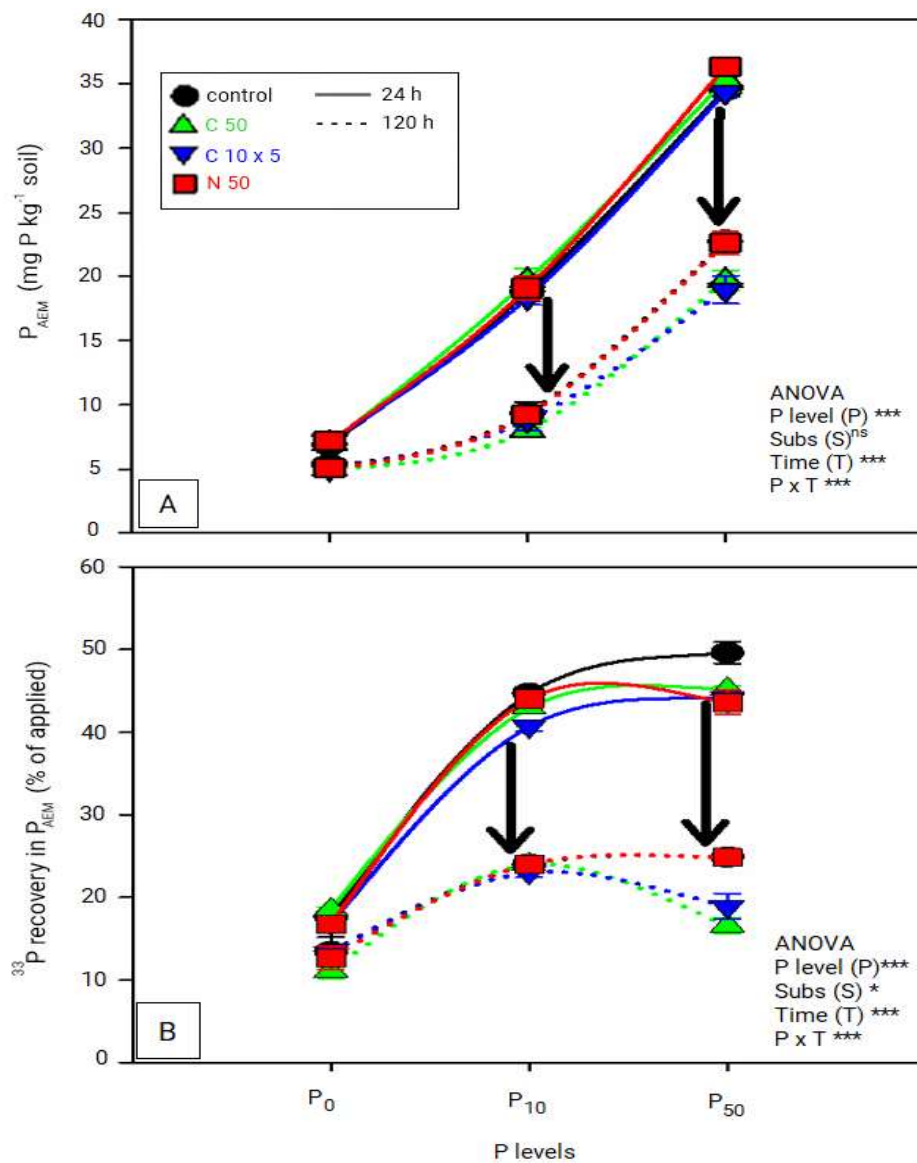 40
35
30
25
20
15
10
5
0
P_AEM (mg P kg⁻¹ soil)
control
24 h
C 50
120 h
C 10 x 5
N 50
ANOVA
P level (P) ***
Subs (S)ⁿˢ
Time (T) ***
P x T ***
A
60
50
40
30
20
10
0
³³P recovery in P_AEM (% of applied)
ANOVA
P level (P)***
Subs (S) *
Time (T) ***
P x T ***
B
P₀ P₁₀ P₅₀
P levels